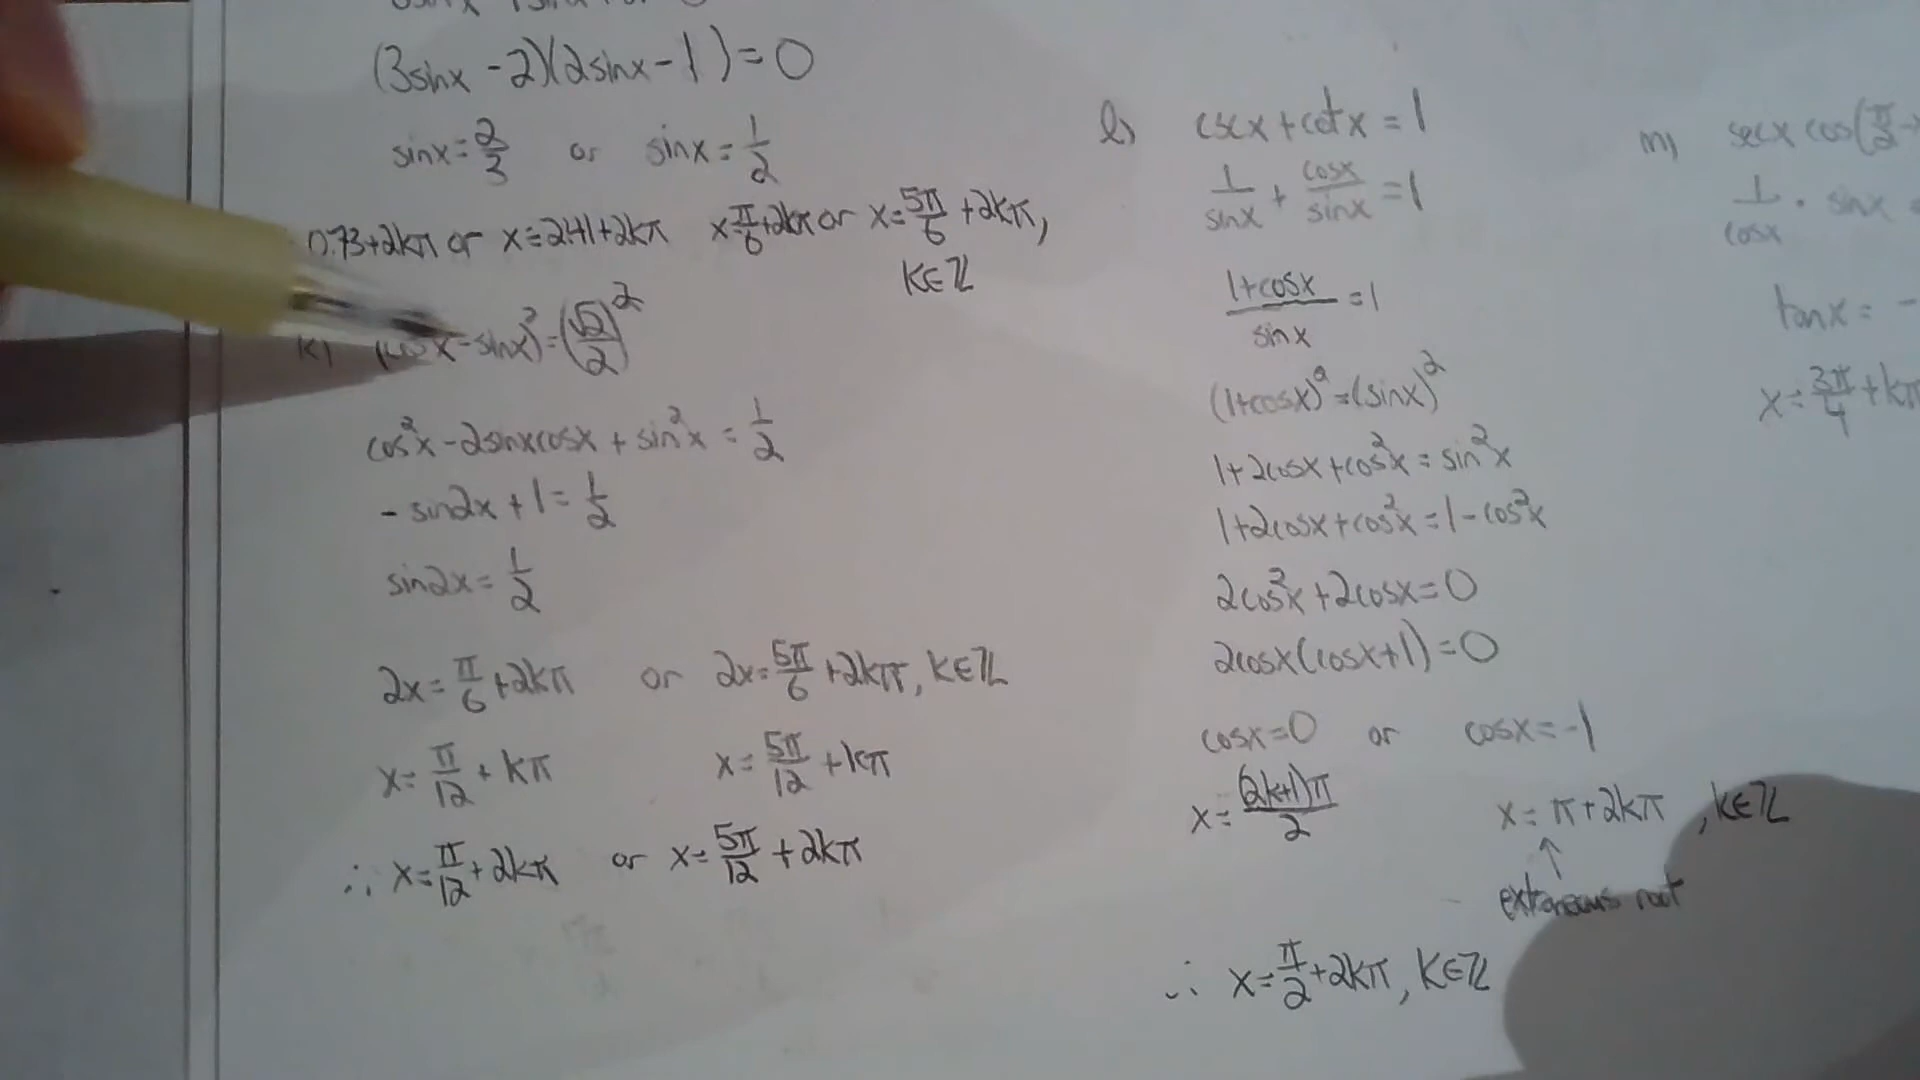 (3sinx - 2)(2sinx - 1) = 0
sinx = 2/3 or sinx = 1/2
0.73+2kπ or x = 2.41+2kπ x = π/6+2kπ or x = 5π/6 + 2kπ,
k∈ℤ
k) (cosx - sinx)² = (√2/2)²
cos²x - 2sinxcosx + sin²x = 1/2
- sin2x + 1 = 1/2
sin2x = 1/2
2x = π/6 + 2kπ or 2x = 5π/6 + 2kπ, k∈ℤ
x = π/12 + kπ x = 5π/12 + kπ
∴ x = π/12 + 2kπ or x = 5π/12 + 2kπ
l) cscx + cotx = 1
1/sinx + cosx/sinx = 1
1+cosx/sinx = 1
(1+cosx)² = (sinx)²
1+2cosx+cos²x = sin²x
1+2cosx+cos²x = 1-cos²x
2cos²x + 2cosx = 0
2cosx(cosx+1) = 0
cosx = 0 or cosx = -1
x = (2k+1)π/2 x = π+2kπ, k∈ℤ
↑
extraneous root
∴ x = π/2 + 2kπ, k∈ℤ
m) secx cos(π/2 -
1/cosx · sinx =
tanx = -
x = 3π/4 + kπ